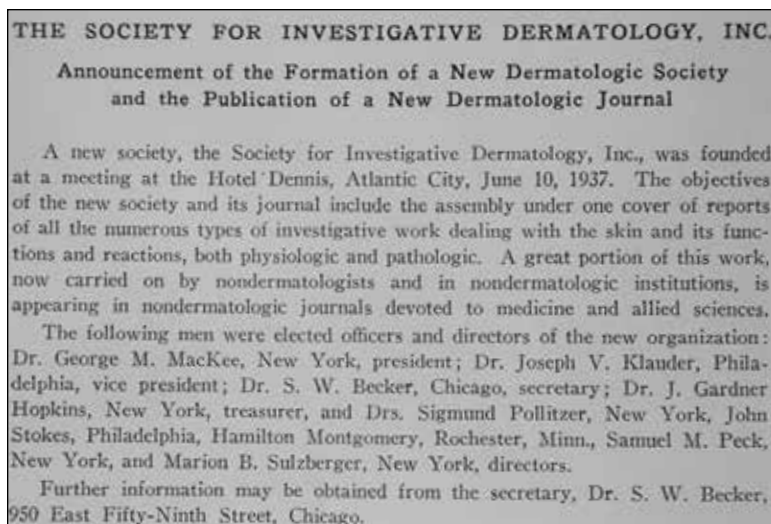 THE SOCIETY FOR INVESTIGATIVE DERMATOLOGY, INC.
Announcement of the Formation of a New Dermatologic Society
and the Publication of a New Dermatologic Journal
A new society, the Society for Investigative Dermatology, Inc., was founded
at a meeting at the Hotel Dennis, Atlantic City, June 10, 1937. The objectives
of the new society and its journal include the assembly under one cover of reports
of all the numerous types of investigative work dealing with the skin and its func-
tions and reactions, both physiologic and pathologic. A great portion of this work,
now carried on by nondermatologists and in nondermatologic institutions, is
appearing in nondermatologic journals devoted to medicine and allied sciences.
The following men were elected officers and directors of the new organization:
Dr. George M. MacKee, New York, president; Dr. Joseph V. Klauder, Phila-
delphia, vice president; Dr. S. W. Becker, Chicago, secretary; Dr. J. Gardner
Hopkins, New York, treasurer, and Drs. Sigmund Pollitzer, New York, John
Stokes, Philadelphia, Hamilton Montgomery, Rochester, Minn., Samuel M. Peck,
New York, and Marion B. Sulzberger, New York, directors.
Further information may be obtained from the secretary, Dr. S. W. Becker,
950 East Fifty-Ninth Street, Chicago.